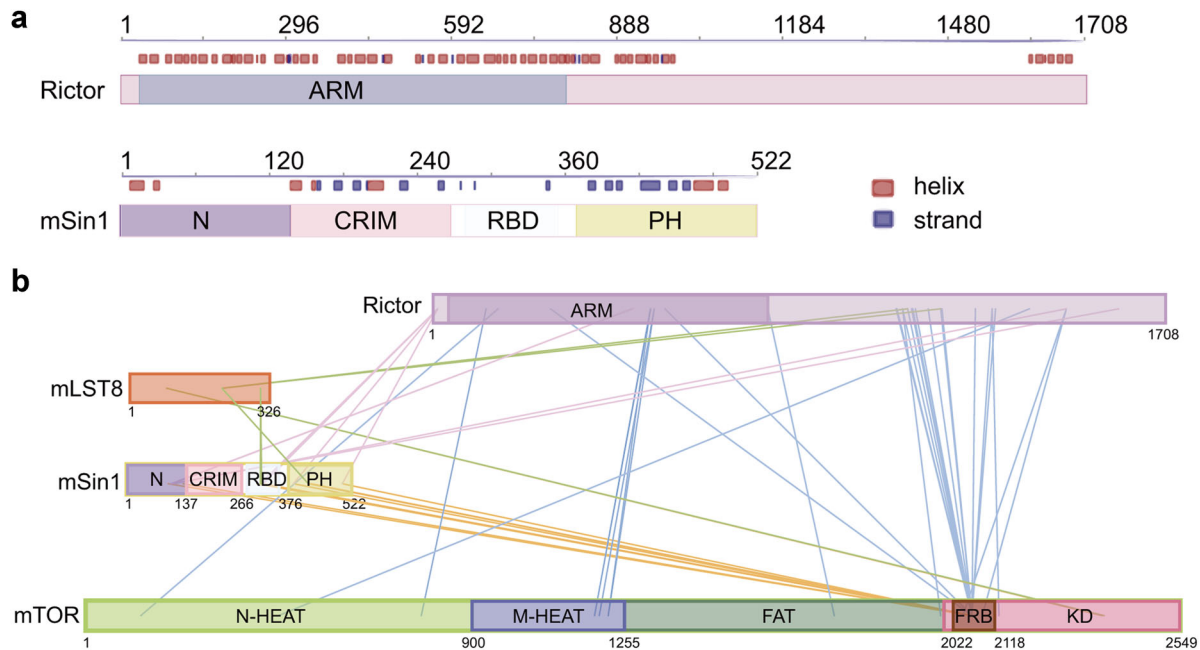 a
1 296 592 888 1184 1480 1708
Rictor ARM
1 120 240 360 522
helix
mSin1 N CRIM RBD PH
strand
b
Rictor ARM
1 1708
mLST8
1 326
mSin1 N CRIM RBD PH
1 137 266 376 522
mTOR N-HEAT M-HEAT FAT FRB KD
1 900 1255 2022 2118 2549